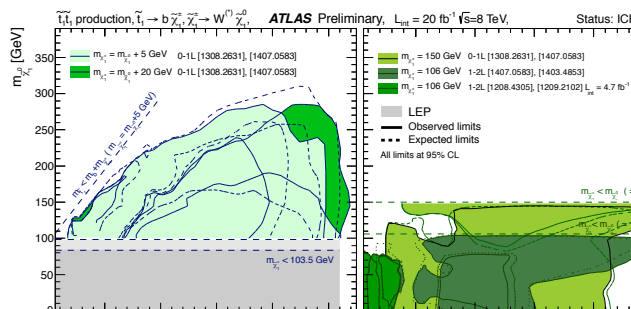 t̃₁t̃₁ production, t̃₁ → b χ̃₁±, χ̃₁± → W(*) χ̃₁⁰ ATLAS Preliminary, L_int = 20 fb⁻¹ √s=8 TeV, Status: ICI
m_χ̃₁⁰ [GeV]
350
300
250
200
150
100
50
m_χ̃₁± = m_χ̃₁⁰ + 5 GeV 0-1L [1308.2631], [1407.0583]
m_χ̃₁± = m_χ̃₁⁰ + 20 GeV 0-1L [1308.2631], [1407.0583]
m_χ̃₁± < 103.5 GeV
m_χ̃₁± = 150 GeV 0-1L [1308.2631], [1407.0583]
m_χ̃₁± = 106 GeV 1-2L [1407.0583], [1403.4853]
m_χ̃₁± = 106 GeV 1-2L [1208.4305], [1209.2102] L_int = 4.7 fb⁻¹
LEP
Observed limits
Expected limits
All limits at 95% CL